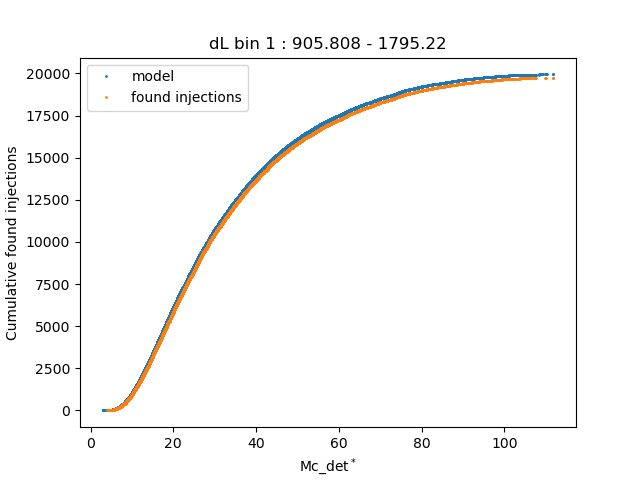 dL bin 1 : 905.808 - 1795.22
model
found injections
Cumulative found injections
20000
17500
15000
12500
10000
7500
5000
2500
0
0 20 40 60 80 100
Mc_det*